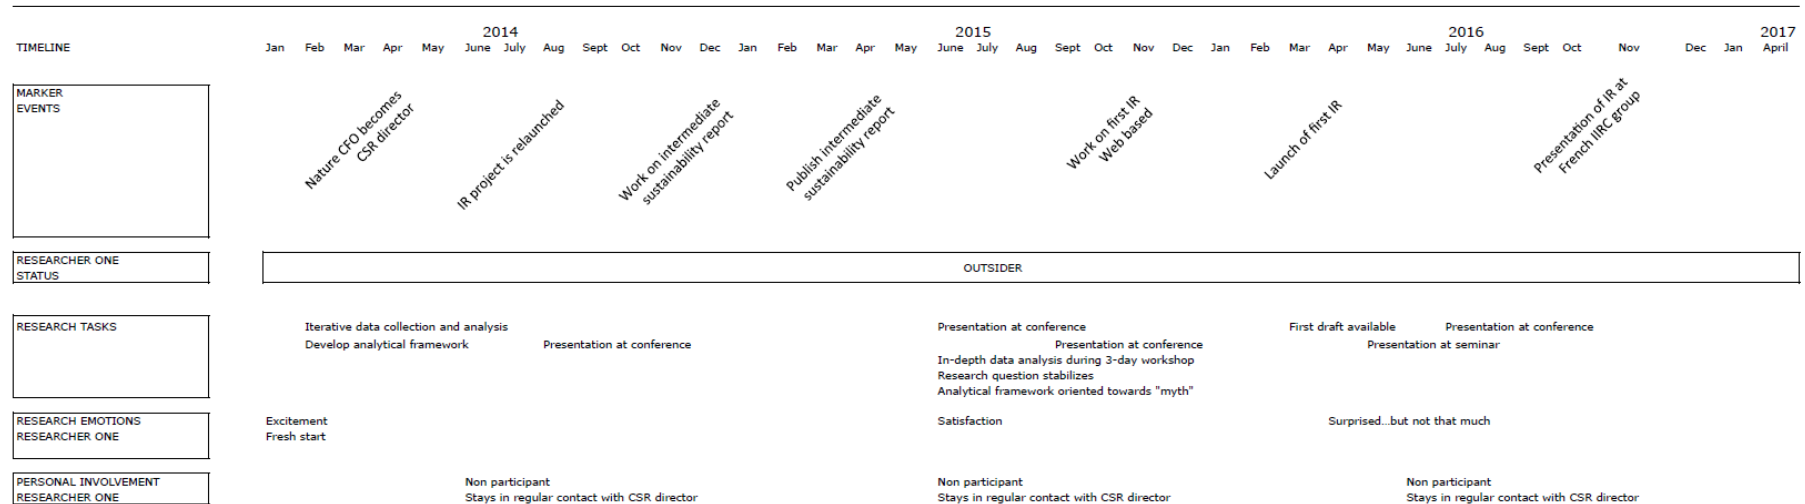 2014 2015 2016 2017
TIMELINE Jan Feb Mar Apr May June July Aug Sept Oct Nov Dec Jan Feb Mar Apr May June July Aug Sept Oct Nov Dec Jan Feb Mar Apr May June July Aug Sept Oct Nov Dec Jan April
MARKER
EVENTS
Nature CFO becomes
CSR director
IR project is relaunched
Work on intermediate
sustainability report
Publish intermediate
sustainability report
Work on first IR
Web based
Launch of first IR
Presentation of IR at
French IIRC group
RESEARCHER ONE
STATUS
OUTSIDER
RESEARCH TASKS
Iterative data collection and analysis Presentation at conference First draft available Presentation at conference
Develop analytical framework Presentation at conference Presentation at conference Presentation at seminar
In-depth data analysis during 3-day workshop
Research question stabilizes
Analytical framework oriented towards "myth"
RESEARCH EMOTIONS
RESEARCHER ONE
Excitement Satisfaction Surprised...but not that much
Fresh start
PERSONAL INVOLVEMENT
RESEARCHER ONE
Non participant Non participant Non participant
Stays in regular contact with CSR director Stays in regular contact with CSR director Stays in regular contact with CSR director